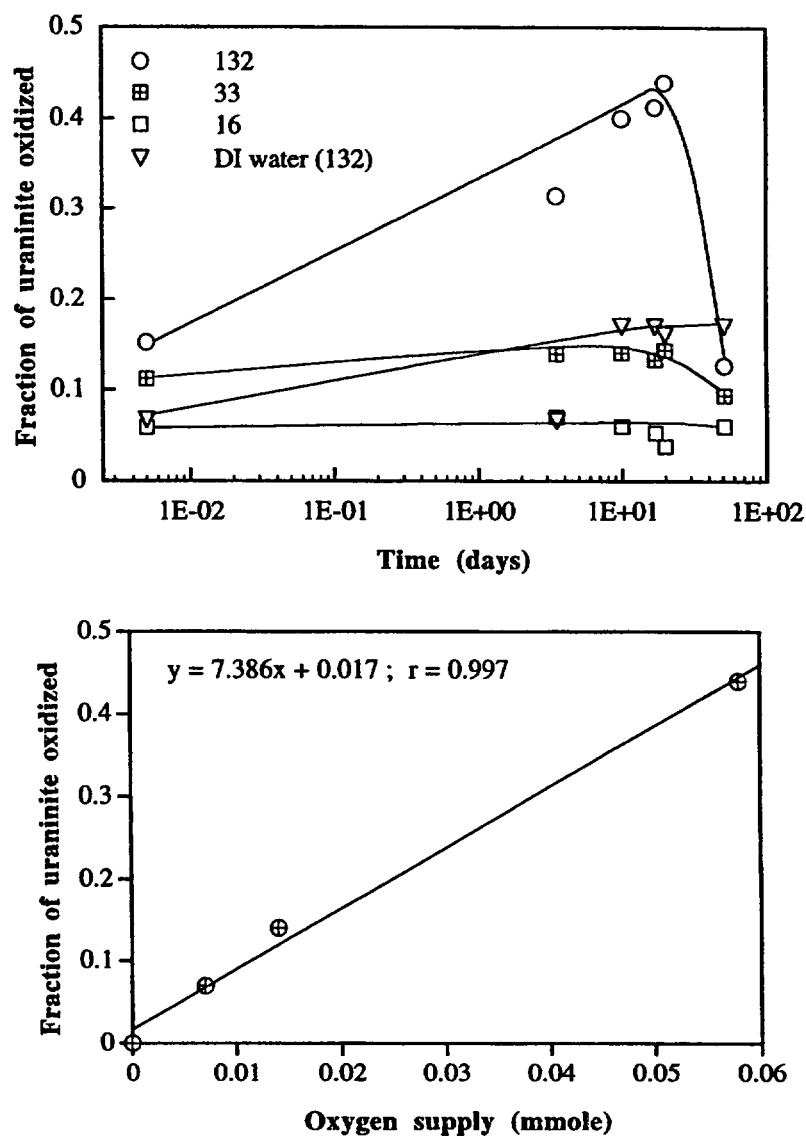 0.5
132
33
16
DI water (132)
0.4
0.3
0.2
0.1
0
Fraction of uraninite oxidized
1E-02 1E-01 1E+00 1E+01 1E+02
Time (days)
y = 7.386x + 0.017 ; r = 0.997
0.5
0.4
0.3
0.2
0.1
0
Fraction of uraninite oxidized
0 0.01 0.02 0.03 0.04 0.05 0.06
Oxygen supply (mmole)